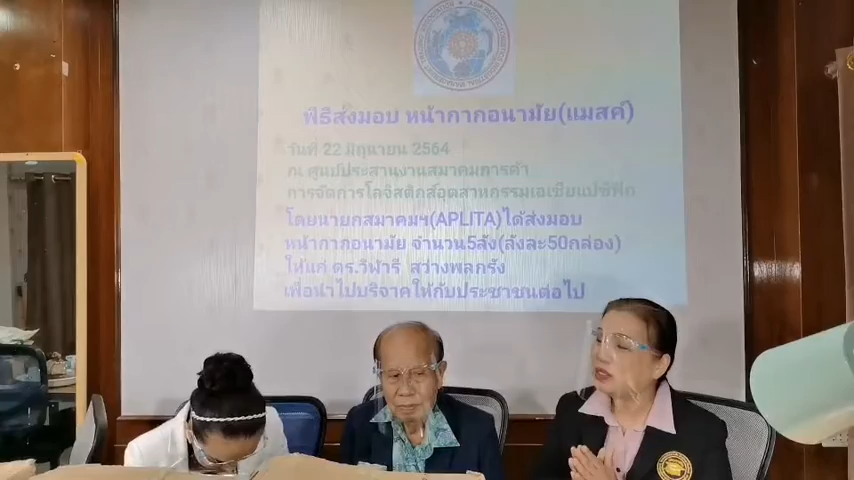 พิธีส่งมอบ หน้ากากอนามัย(แมสค์)
วันที่ 22 มิถุนายน 2564
ณ ศูนย์ประสานงานสมาคมการค้า
การจัดการโลจิสติกส์อุตสาหกรรมเอเชียแปซิฟิก
โดยนายกสมาคมฯ(APLITA)ได้ส่งมอบ
หน้ากากอนามัย จำนวน5ลัง(ลังละ50กล่อง)
ให้แก่ ดร.วิฬารี สว่างพลกรัง
เพื่อนำไปบริจาคให้กับประชาชนต่อไป